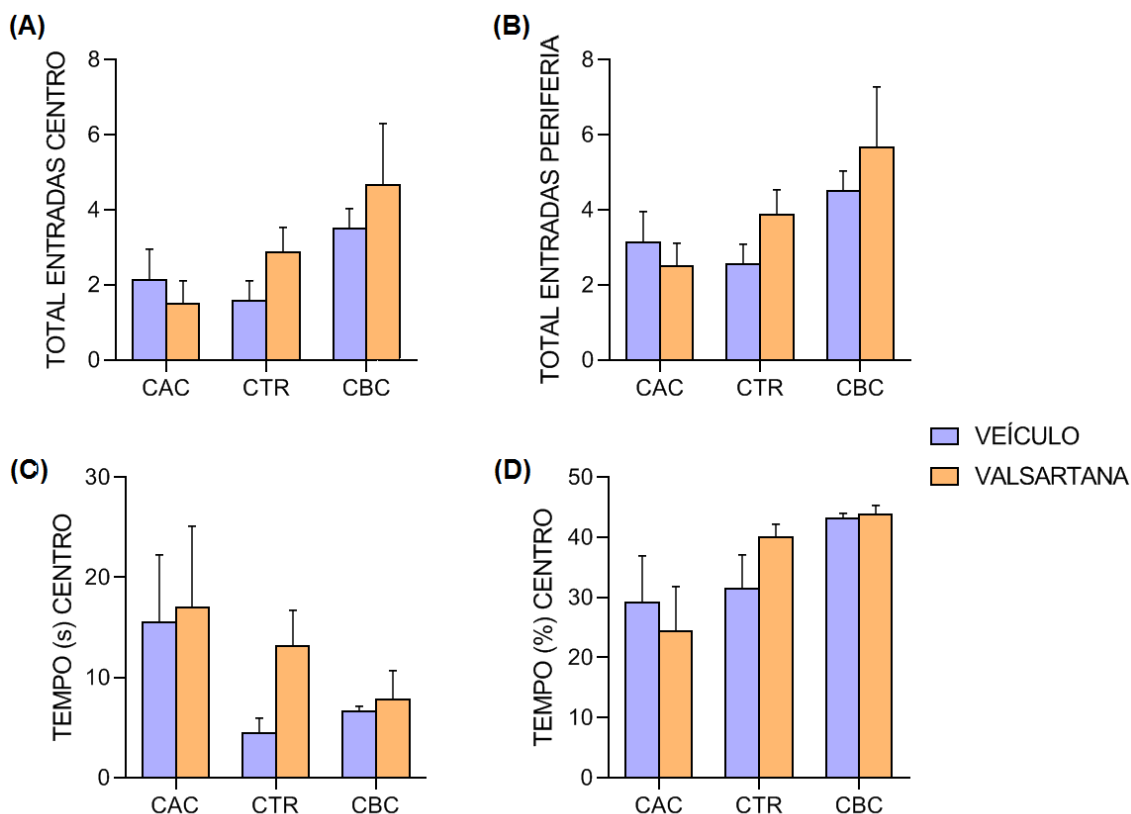 (A)
TOTAL ENTRADAS CENTRO
8
6
4
2
0
CAC CTR CBC
(B)
TOTAL ENTRADAS PERIFERIA
8
6
4
2
0
CAC CTR CBC
VEÍCULO
VALSARTANA
(C)
TEMPO (s) CENTRO
30
20
10
0
CAC CTR CBC
(D)
TEMPO (%) CENTRO
50
40
30
20
10
0
CAC CTR CBC